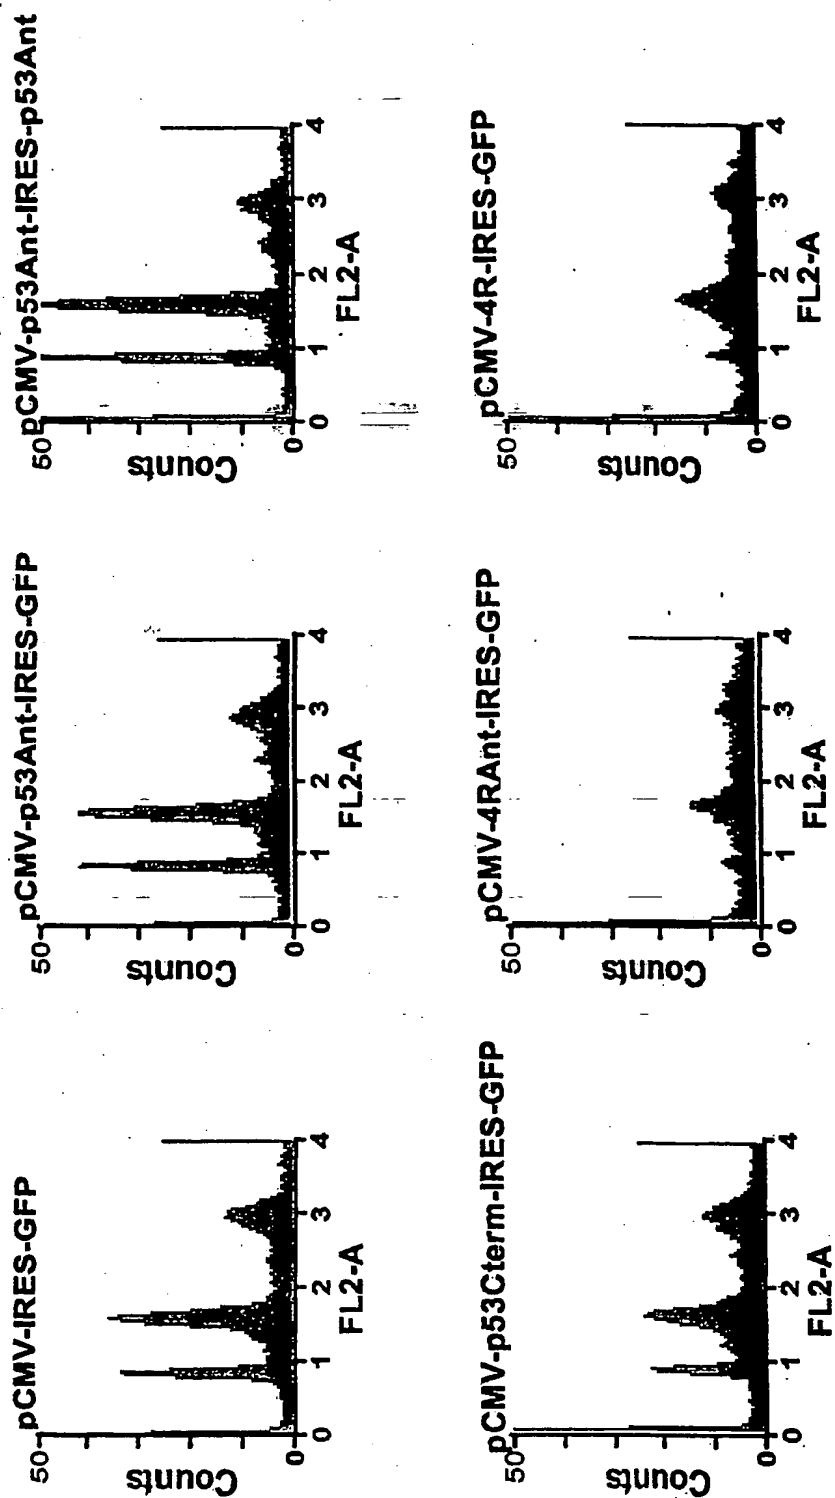 pCMV-IRES-GFP
50
Counts
0
0 1 2 3 4
FL2-A
pCMV-p53Ant-IRES-GFP
50
Counts
0
0 1 2 3 4
FL2-A
pCMV-p53Ant-IRES-p53Ant
50
Counts
0
0 1 2 3 4
FL2-A
pCMV-p53Cterm-IRES-GFP
50
Counts
0
0 1 2 3 4
FL2-A
pCMV-4RAnt-IRES-GFP
50
Counts
0
0 1 2 3 4
FL2-A
pCMV-4R-IRES-GFP
50
Counts
0
0 1 2 3 4
FL2-A